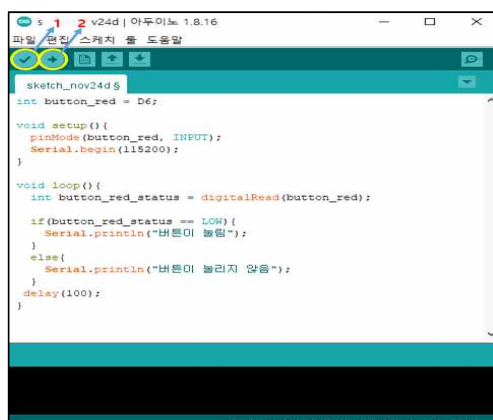 s 1 2 v24d | 아두이노 1.8.16
파일 편집 스케치 툴 도움말
sketch_nov24d §
int button_red = D6;
void setup(){
pinMode(button_red, INPUT);
Serial.begin(115200);
}
void loop(){
int button_red_status = digitalRead(button_red);
if(button_red_status == LOW){
Serial.println("버튼이 눌림");
}
else{
Serial.println("버튼이 눌리지 않음");
}
delay(100);
}